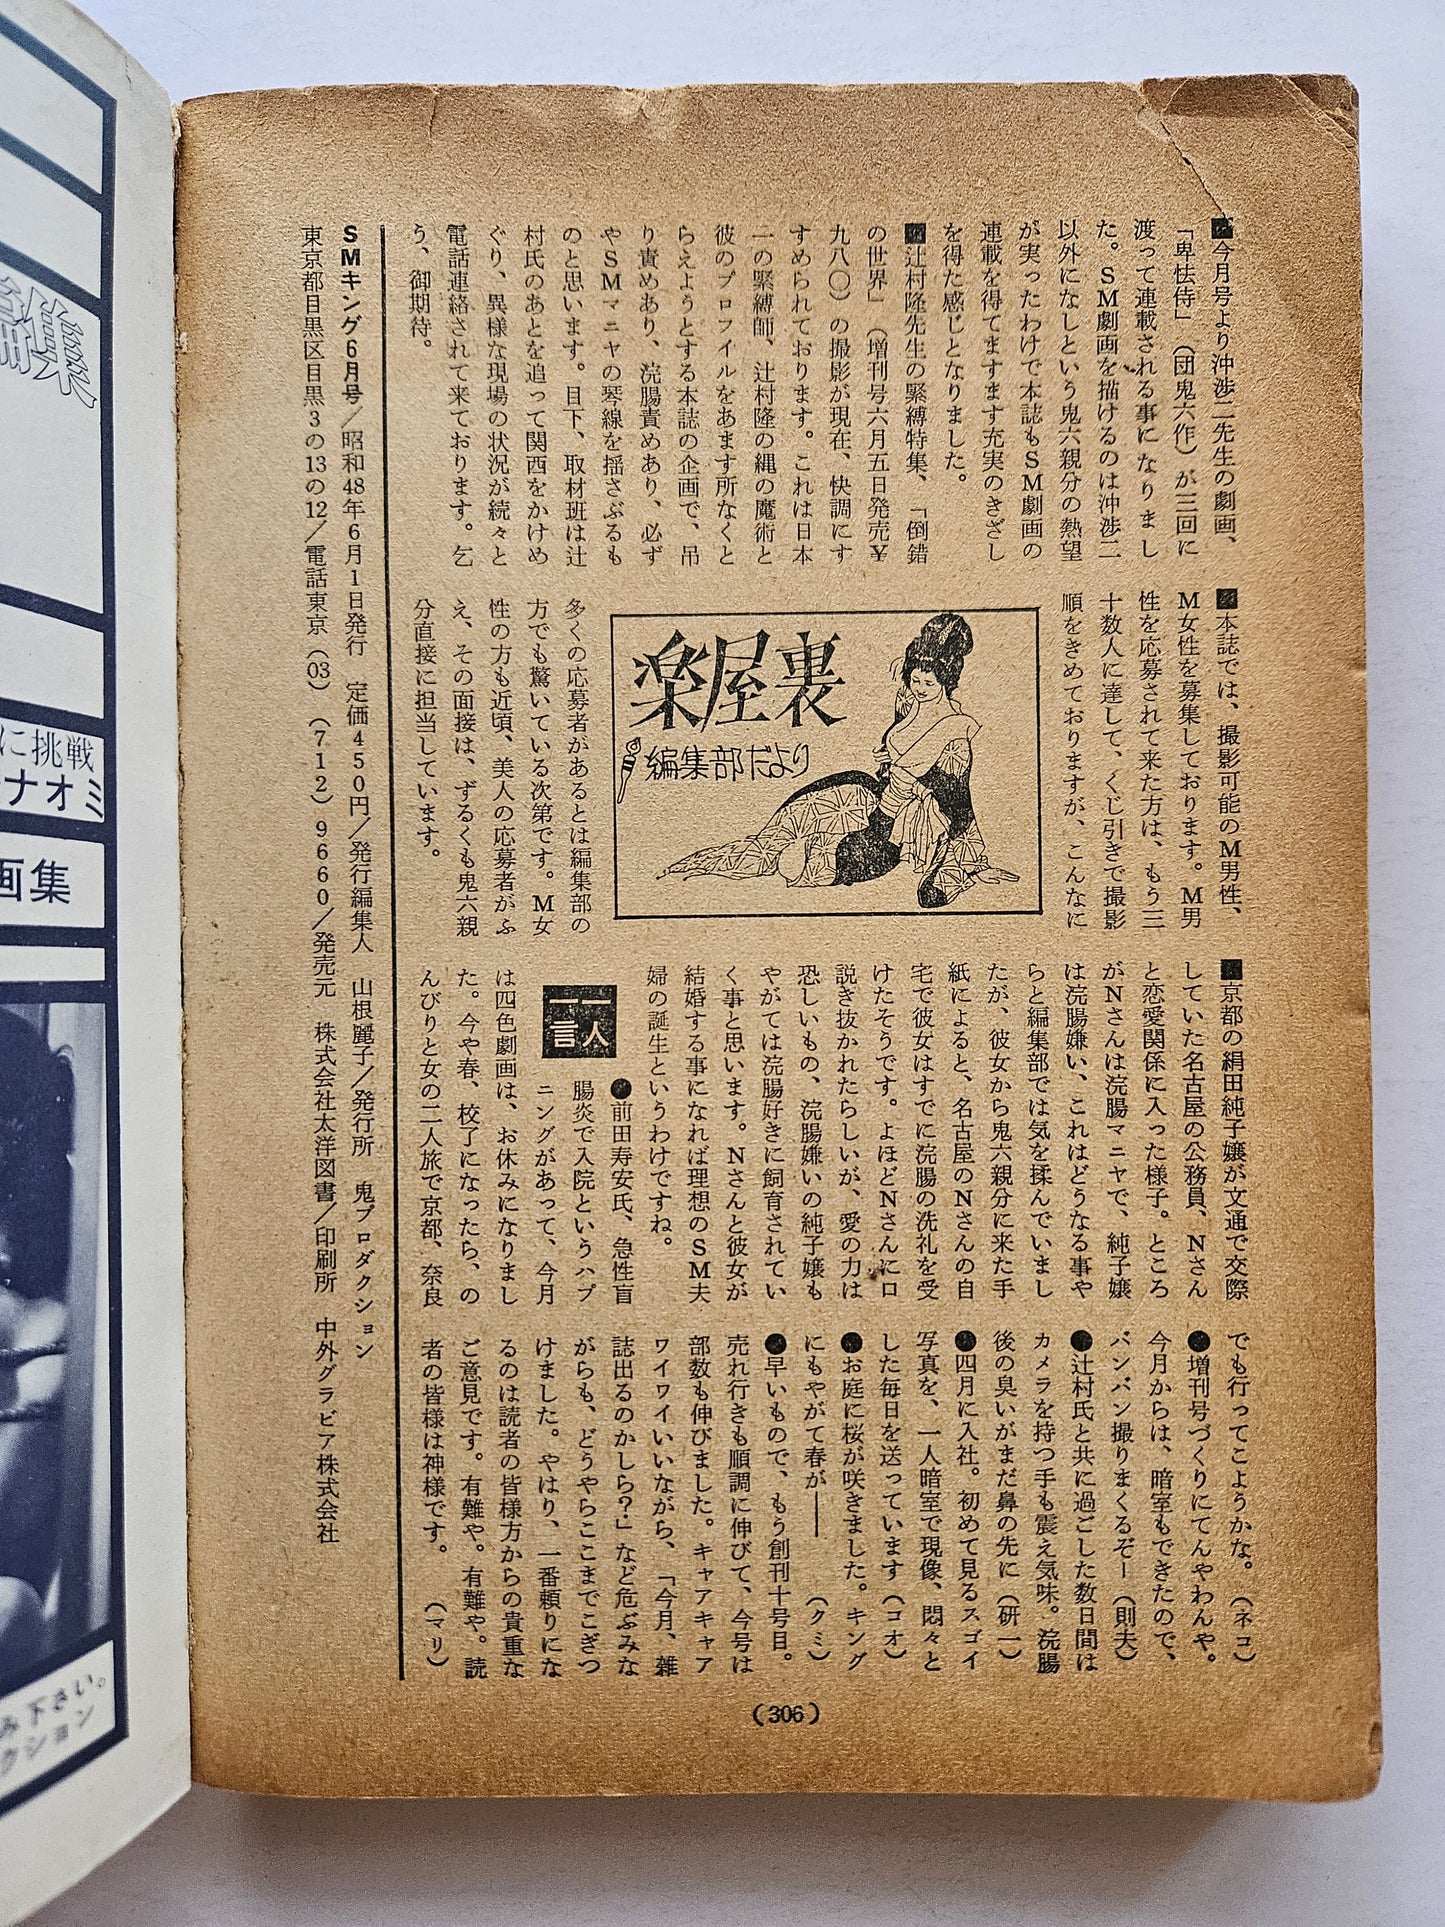 ■今月号より沖渉二先生の劇画、
「卑怯侍」(団鬼六作)が三回に
渡って連載される事になりまし
た。SM劇画を描けるのは沖渉二
以外になしという鬼六親分の熱望
が実ったわけで本誌もSM劇画の
連載を得てますます充実のきざし
を得た感じとなりました。
■辻村隆先生の緊縛特集、「倒錯
の世界」(増刊号六月五日発売¥
九八〇)の撮影が現在、快調にす
すめられております。これは日本
一の緊縛師、辻村隆の縄の魔術と
彼のプロフイルをあます所なくと
らえようとする本誌の企画で、吊
り責めあり、浣腸責めあり、必ず
やSMマニヤの琴線を揺さぶるも
のと思います。目下、取材班は辻
村氏のあとを追って関西をかけめ
ぐり、異様な現場の状況が続々と
電話連絡されて来ております。乞
う、御期待。
■本誌では、撮影可能のM男性、
M女性を募集しております。M男
性を応募されて来た方は、もう三
十数人に達して、くじ引きで撮影
順をきめておりますが、こんなに
楽屋裏
編集部だより
多くの応募者があるとは編集部の
方でも驚いている次第です。M女
性の方も近頃、美人の応募者がふ
え、その面接は、ずるくも鬼六親
分直接に担当しています。
■京都の絹田純子嬢が文通で交際
していた名古屋の公務員、Nさん
と恋愛関係に入った様子。ところ
がNさんは浣腸マニヤで、純子嬢
は浣腸嫌い、これはどうなる事や
らと編集部では気を揉んでいまし
たが、彼女から鬼六親分に来た手
紙によると、名古屋のNさんの自
宅で彼女はすでに浣腸の洗礼を受
けたそうです。よほどNさんに口
説き抜かれたらしいが、愛の力は
恐しいもの、浣腸嫌いの純子嬢も
やがては浣腸好きに飼育されてい
く事と思います。Nさんと彼女が
結婚する事になれば理想のSM夫
婦の誕生というわけですね。
一人一言
●前田寿安氏、急性盲
腸炎で入院というハプ
ニングがあって、今月
は四色劇画は、お休みになりまし
た。今や春、校了になったら、の
んびりと女の二人旅で京都、奈良
でも行ってこようかな。(ネコ)
●増刊号づくりにてんやわんや。
今月からは、暗室もできたので、
バンバン撮りまくるぞー(則夫)
●辻村氏と共に過ごした数日間は
カメラを持つ手も震え気味。浣腸
後の臭いがまだ鼻の先に(研一)
●四月に入社。初めて見るスゴイ
写真を、一人暗室で現像、悶々と
した毎日を送っています(コオ)
●お庭に桜が咲きました。キング
にもやがて春が――(クミ)
●早いもので、もう創刊十号目。
売れ行きも順調に伸びて、今号は
部数も伸びました。キャアキャア
ワイワイいいながら、「今月、雑
誌出るのかしら?」など危ぶみな
がらも、どうやらここまでこぎつ
けました。やはり、一番頼りにな
るのは読者の皆様方からの貴重な
ご意見です。有難や。有難や。読
者の皆様は神様です。(マリ)
SMキング6月号/昭和48年6月1日発行 定価450円/発行編集人 山根麗子/発行所 鬼プロダクション
東京都目黒区目黒3の13の12/電話東京(03)(712)9660/発売元 株式会社太洋図書/印刷所 中外グラビア株式会社
(306)
に挑戦
ナオミ
画集
み下さい。
クション